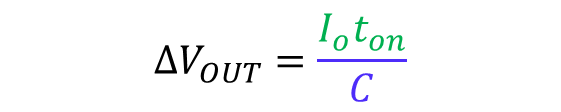 ΔV_OUT = I_o t_on / C